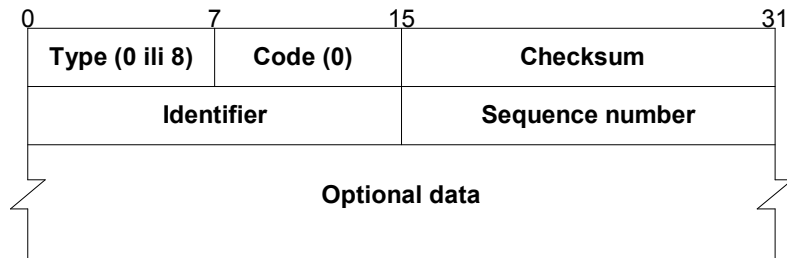 0 7 15 31
Type (0 ili 8) Code (0) Checksum
Identifier Sequence number
Optional data